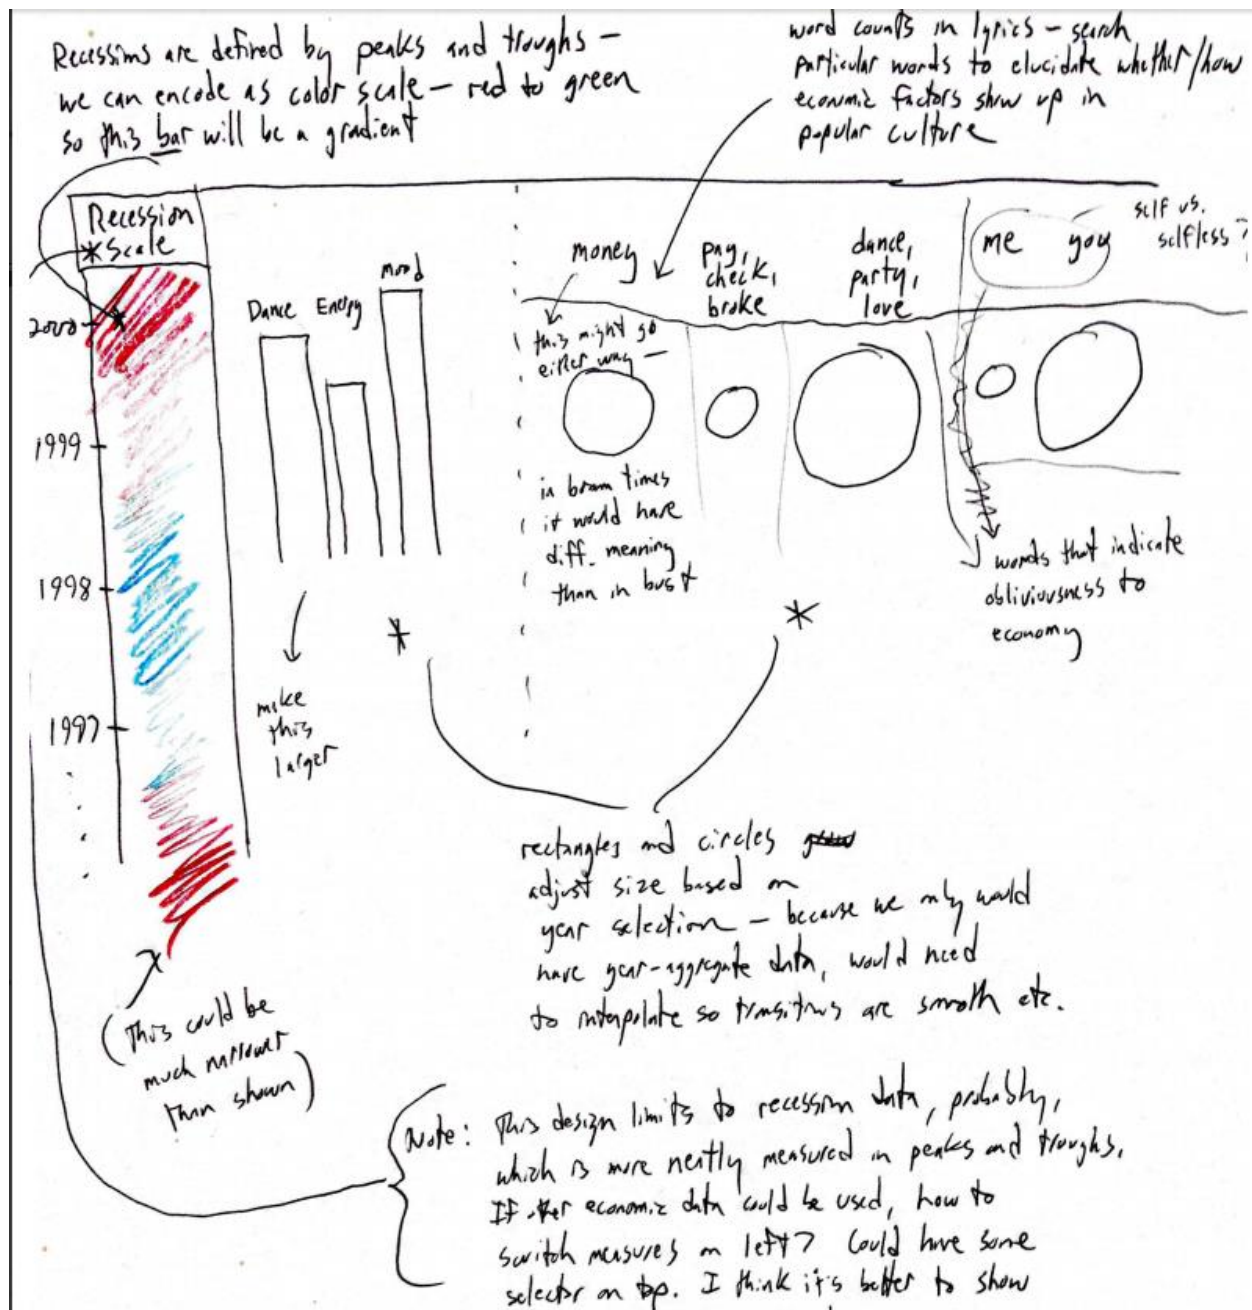 Recessions are defined by peaks and troughs –
we can encode as color scale – red to green
so this bar will be a gradient
word counts in lyrics – search
particular words to elucidate whether/how
economic factors show up in
popular culture
Recession
* Scale
2000
1999
1998
1997
Dance Energy mood
make
this
larger
money
pay,
check,
broke
dance,
party,
love
me you
self vs.
selfless
this might go
either way –
in boom times
it would have
diff. meaning
than in bust
words that indicate
obliviousness to
economy
*
*
rectangles and circles
adjust size based on
year selection – because we only would
have year-aggregate data, would need
to interpolate so transitions are smooth etc.
(This could be
much narrower
than shown)
Note: This design limits to recession data, probably,
which is more neatly measured in peaks and troughs.
If other economic data could be used, how to
switch measures on left? Could have some
selector on top. I think it's better to show